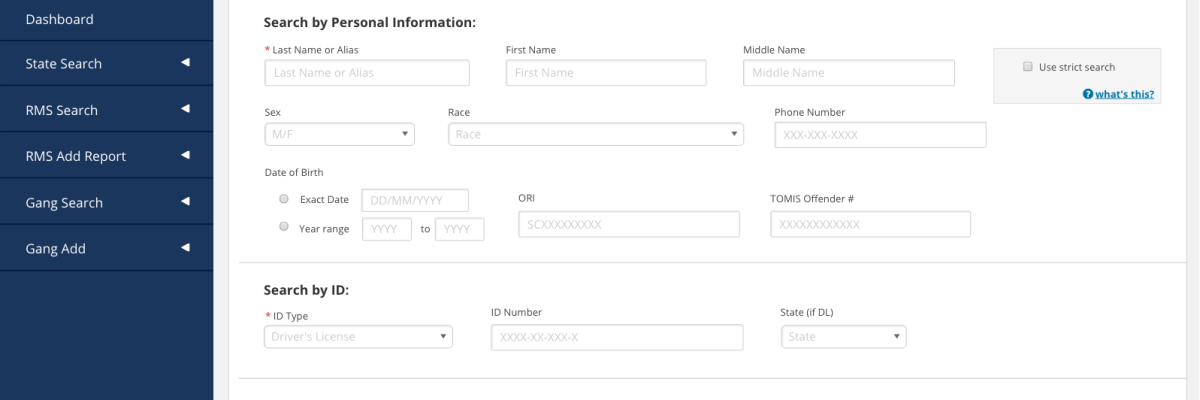 Dashboard
State Search
RMS Search
RMS Add Report
Gang Search
Gang Add
Search by Personal Information:
* Last Name or Alias
Last Name or Alias
First Name
First Name
Middle Name
Middle Name
Use strict search
? what's this?
Sex
M/F
Race
Race
Phone Number
XXX-XXX-XXXX
Date of Birth
Exact Date DD/MM/YYYY
Year range YYYY to YYYY
ORI
SCXXXXXXXXX
TOMIS Offender #
XXXXXXXXXXXX
Search by ID:
* ID Type
Driver's License
ID Number
XXXX-XX-XXX-X
State (if DL)
State